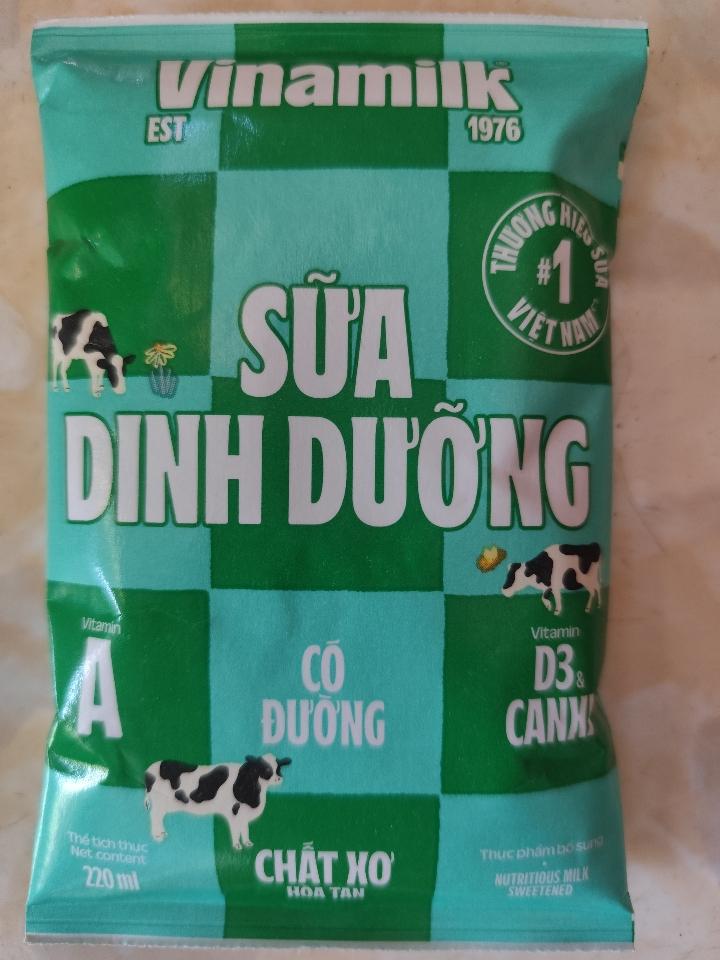 Vinamilk
EST 1976
THƯƠNG HIỆU SỮA
#1
VIỆT NAM
SỮA
DINH DƯỠNG
Vitamin
A
CÓ
ĐƯỜNG
Vitamin
D3 &
CANXI
Thể tích thực
Net content
220 ml
CHẤT XƠ
HÒA TAN
Thực phẩm bổ sung
NUTRITIOUS MILK
SWEETENED